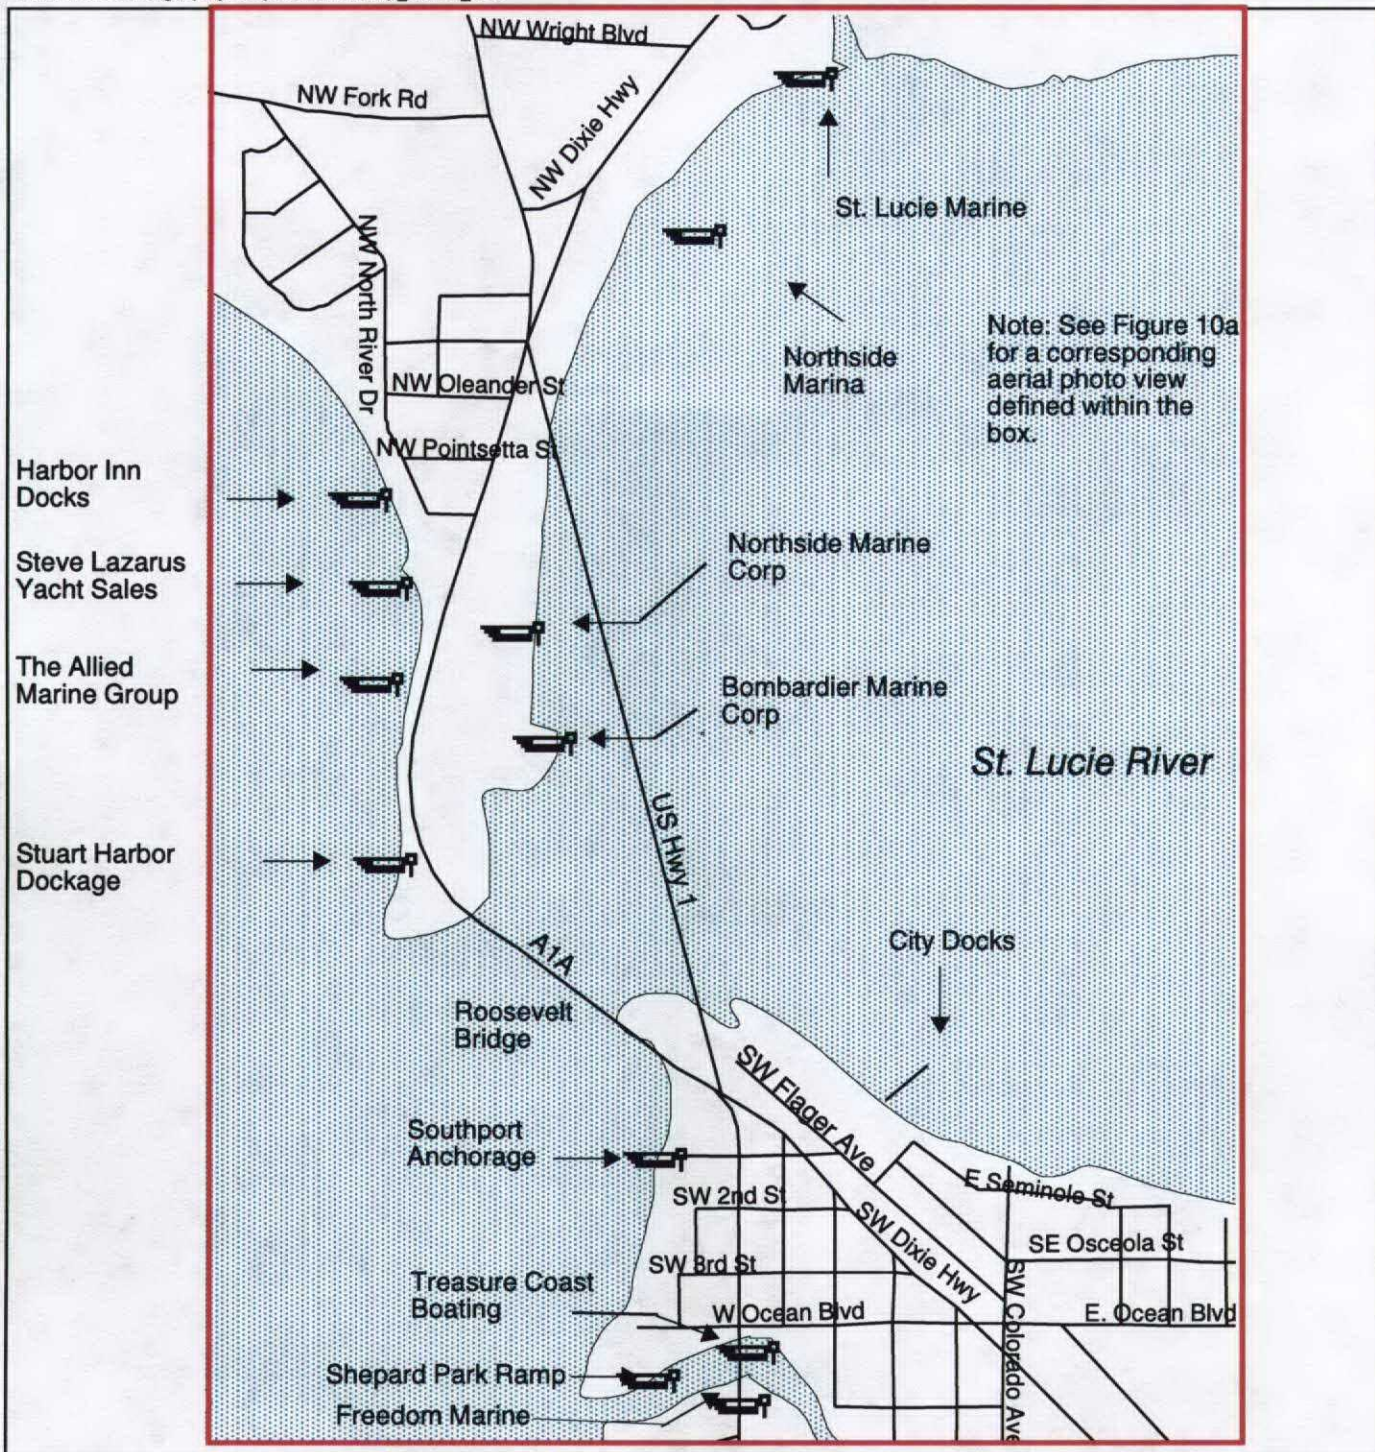 NW Wright Blvd
NW Fork Rd
NW Dixie Hwy
St. Lucie Marine
NW North River Dr
Northside
Marina
Note: See Figure 10a
for a corresponding
aerial photo view
defined within the
box.
NW Oleander St
NW Pointsetta St
Harbor Inn
Docks
Steve Lazarus
Yacht Sales
Northside Marine
Corp
The Allied
Marine Group
Bombardier Marine
Corp
St. Lucie River
US Hwy 1
Stuart Harbor
Dockage
City Docks
A1A
Roosevelt
Bridge
SW Flager Ave
Southport
Anchorage
E Seminole St
SW 2nd St
SW Dixie Hwy
SE Osceola St
SW 3rd St
Treasure Coast
Boating
W Ocean Blvd
E. Ocean Blvd
SW Colorado Ave
Shepard Park Ramp
Freedom Marine